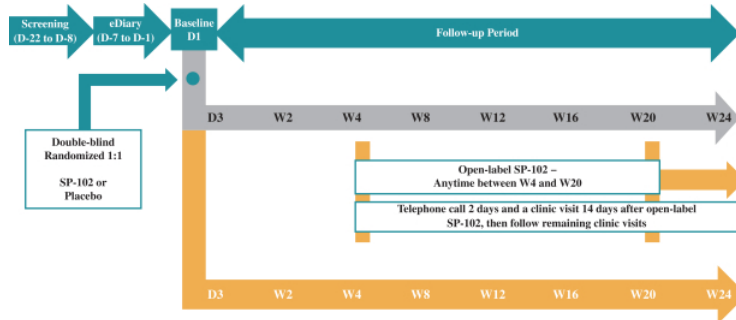 Screening
(D-22 to D-8)
eDiary
(D-7 to D-1)
Baseline
D1
Follow-up Period
D3 W2 W4 W8 W12 W16 W20 W24
Double-blind
Randomized 1:1
SP-102 or
Placebo
Open-label SP-102 –
Anytime between W4 and W20
Telephone call 2 days and a clinic visit 14 days after open-label
SP-102, then follow remaining clinic visits
D3 W2 W4 W8 W12 W16 W20 W24